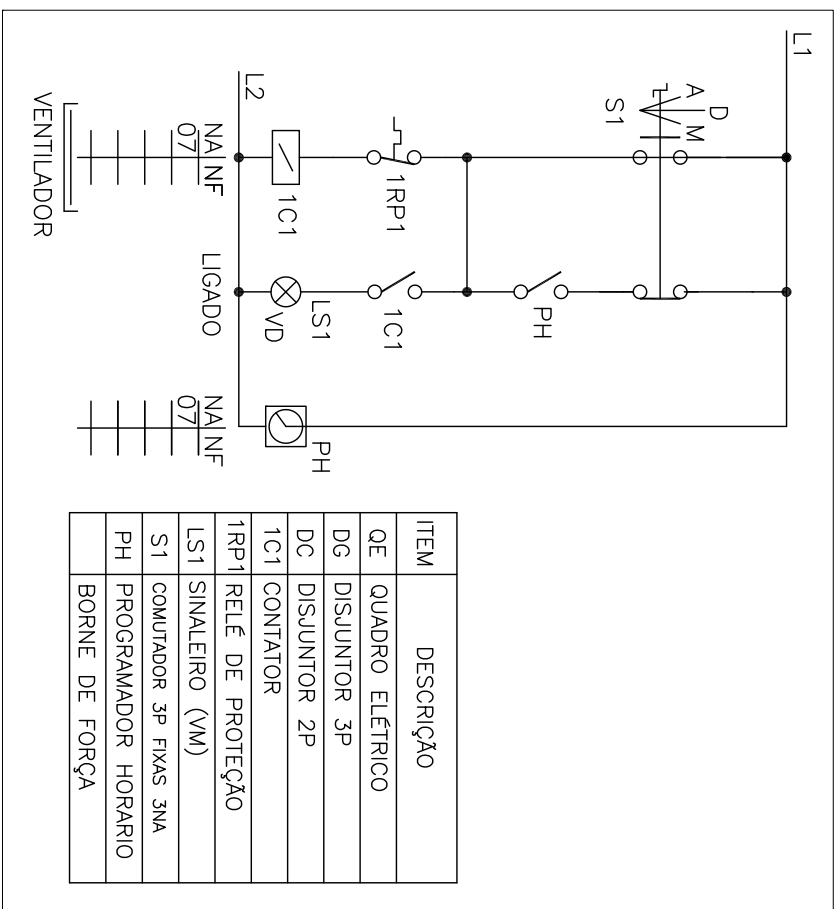 L1
A D M
S1
PH
1RP1
1C1
1C1
LS1
VD
PH
L2
NA NF
07
VENTILADOR
LIGADO
NA NF
07
ITEM DESCRIÇÃO
QE QUADRO ELÉTRICO
DG DISJUNTOR 3P
DC DISJUNTOR 2P
1C1 CONTATOR
1RP1 RELÉ DE PROTEÇÃO
LS1 SINALEIRO (VM)
S1 COMUTADOR 3P FIXAS 3NA
PH PROGRAMADOR HORARIO
BORNE DE FORÇA